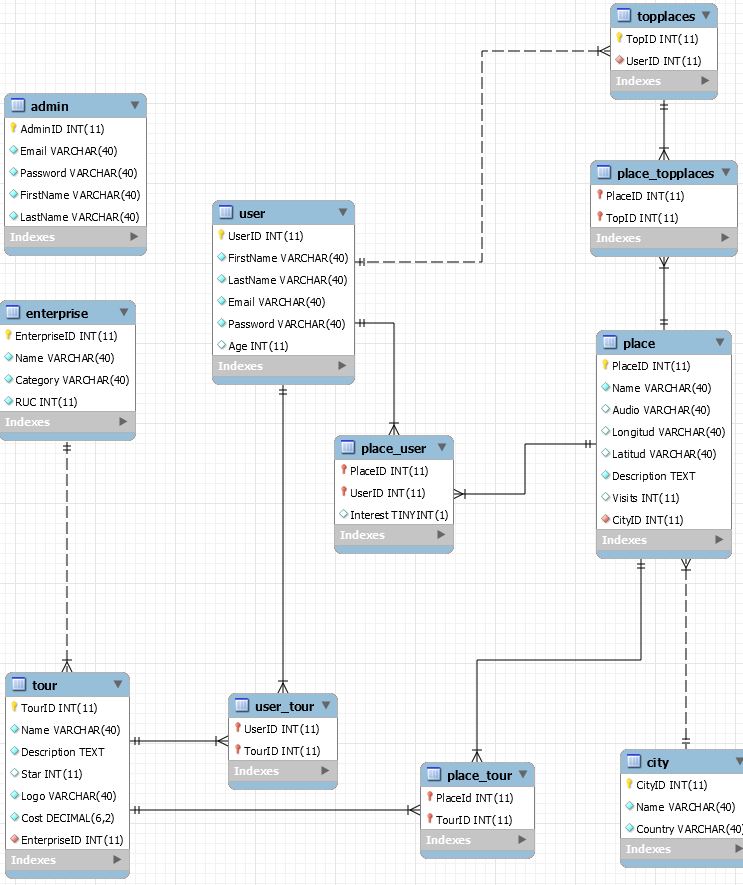 topplaces
TopID INT(11)
UserID INT(11)
Indexes
admin
AdminID INT(11)
Email VARCHAR(40)
Password VARCHAR(40)
FirstName VARCHAR(40)
LastName VARCHAR(40)
Indexes
place_topplaces
PlaceID INT(11)
TopID INT(11)
Indexes
user
UserID INT(11)
FirstName VARCHAR(40)
LastName VARCHAR(40)
Email VARCHAR(40)
Password VARCHAR(40)
Age INT(11)
Indexes
enterprise
EnterpriseID INT(11)
Name VARCHAR(40)
Category VARCHAR(40)
RUC INT(11)
Indexes
place
PlaceID INT(11)
Name VARCHAR(40)
Audio VARCHAR(40)
Longitud VARCHAR(40)
Latitud VARCHAR(40)
Description TEXT
Visits INT(11)
CityID INT(11)
Indexes
place_user
PlaceID INT(11)
UserID INT(11)
Interest TINYINT(1)
Indexes
tour
TourID INT(11)
Name VARCHAR(40)
Description TEXT
Star INT(11)
Logo VARCHAR(40)
Cost DECIMAL(6,2)
EnterpriseID INT(11)
Indexes
user_tour
UserID INT(11)
TourID INT(11)
Indexes
place_tour
PlaceId INT(11)
TourID INT(11)
Indexes
city
CityID INT(11)
Name VARCHAR(40)
Country VARCHAR(40)
Indexes